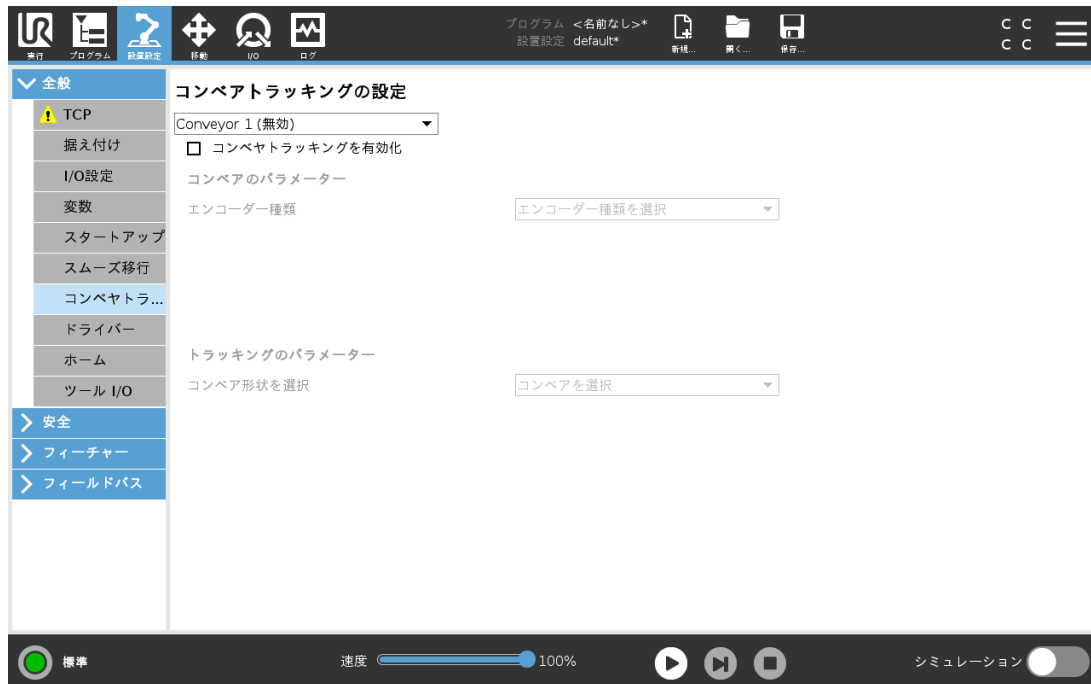 プログラム <名前なし>*
設置設定 default*
実行 プログラム 設置設定 移動 I/O ログ
新規... 開く... 保存...
C C
C C
全般
TCP
据え付け
I/O設定
変数
スタートアップ
スムーズ移行
コンベヤトラ...
ドライバー
ホーム
ツール I/O
安全
フィーチャー
フィールドバス
コンベアトラッキングの設定
Conveyor 1 (無効)
コンベヤトラッキングを有効化
コンベアのパラメーター
エンコーダー種類 エンコーダー種類を選択
トラッキングのパラメーター
コンベア形状を選択 コンベアを選択
標準 速度 100% シミュレーション